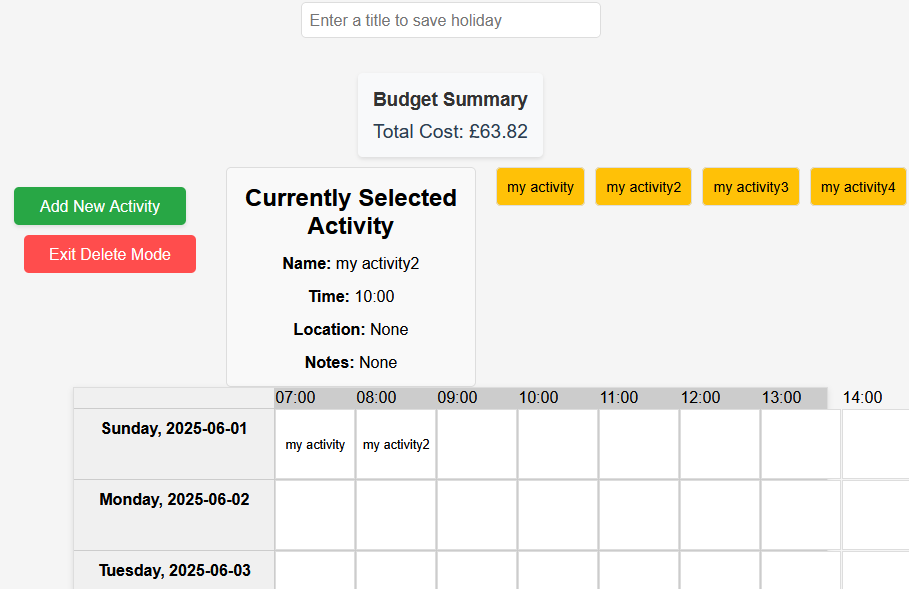 Enter a title to save holiday
Budget Summary
Total Cost: £63.82
Add New Activity
Exit Delete Mode
Currently Selected
Activity
Name: my activity2
Time: 10:00
Location: None
Notes: None
my activity my activity2 my activity3 my activity4
07:00 08:00 09:00 10:00 11:00 12:00 13:00 14:00
Sunday, 2025-06-01 my activity my activity2
Monday, 2025-06-02
Tuesday, 2025-06-03